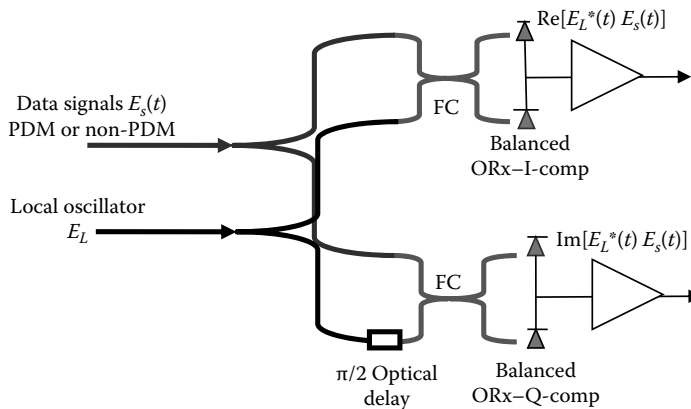 Re[E_L*(t) E_s(t)]
Data signals E_s(t)
PDM or non-PDM
FC
Balanced
ORx–I-comp
Local oscillator
E_L
Im[E_L*(t) E_s(t)]
FC
π/2 Optical
delay
Balanced
ORx–Q-comp